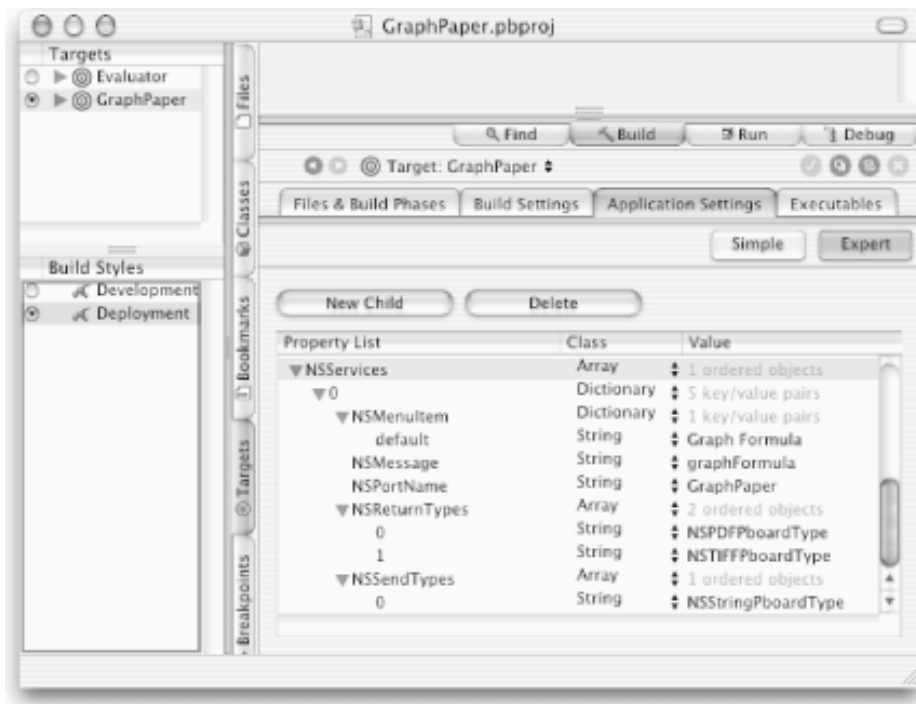 GraphPaper.pbproj
Targets
Evaluator
GraphPaper
Build Styles
Development
Deployment
Files
Classes
Bookmarks
Targets
Breakpoints
Find Build Run Debug
Target: GraphPaper
Files & Build Phases Build Settings Application Settings Executables
Simple Expert
New Child Delete
Property List Class Value
NSServices Array 1 ordered objects
0 Dictionary 5 key/value pairs
NSMenuItem Dictionary 1 key/value pairs
default String Graph Formula
NSMessage String graphFormula
NSPortName String GraphPaper
NSReturnTypes Array 2 ordered objects
0 String NSPDFPboardType
1 String NSTIFFPboardType
NSSendTypes Array 1 ordered objects
0 String NSStringPboardType